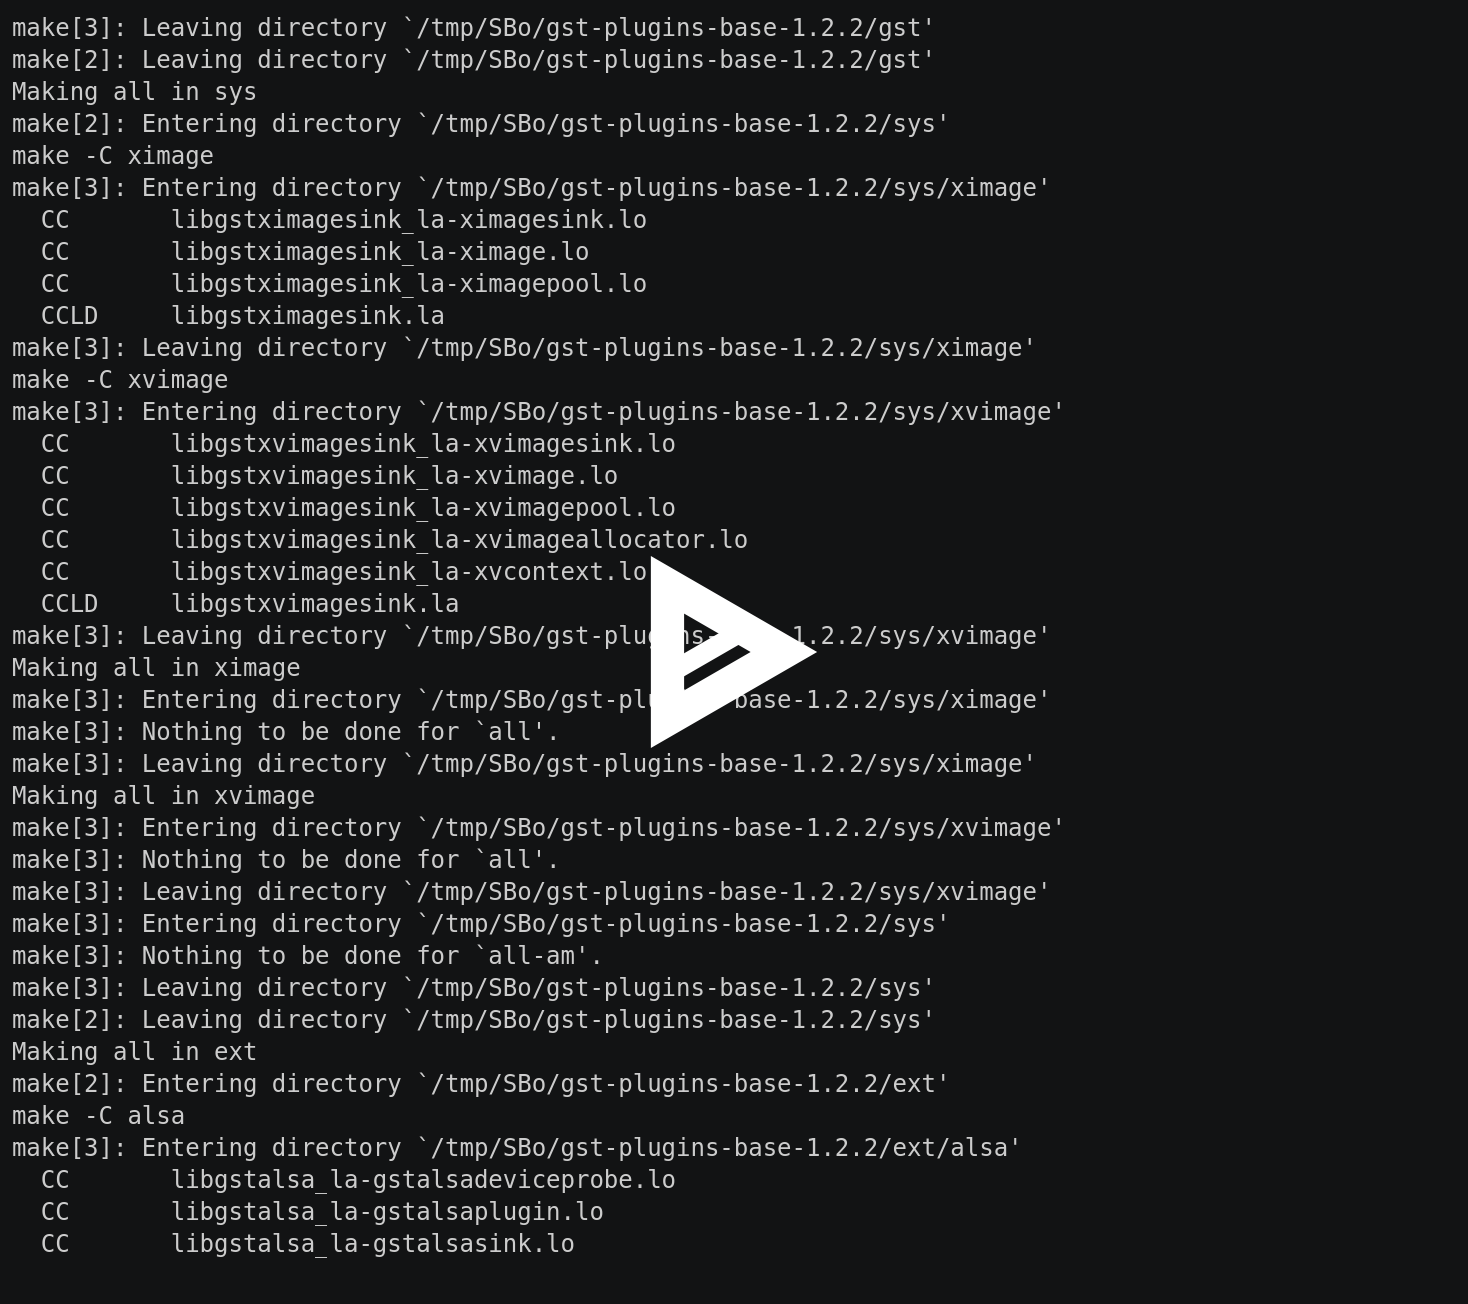 make[3]: Leaving directory `/tmp/SBo/gst-plugins-base-1.2.2/gst'
make[2]: Leaving directory `/tmp/SBo/gst-plugins-base-1.2.2/gst'
Making all in sys
make[2]: Entering directory `/tmp/SBo/gst-plugins-base-1.2.2/sys'
make -C ximage
make[3]: Entering directory `/tmp/SBo/gst-plugins-base-1.2.2/sys/ximage'
  CC       libgstximagesink_la-ximagesink.lo
  CC       libgstximagesink_la-ximage.lo
  CC       libgstximagesink_la-ximagepool.lo
  CCLD     libgstximagesink.la
make[3]: Leaving directory `/tmp/SBo/gst-plugins-base-1.2.2/sys/ximage'
make -C xvimage
make[3]: Entering directory `/tmp/SBo/gst-plugins-base-1.2.2/sys/xvimage'
  CC       libgstxvimagesink_la-xvimagesink.lo
  CC       libgstxvimagesink_la-xvimage.lo
  CC       libgstxvimagesink_la-xvimagepool.lo
  CC       libgstxvimagesink_la-xvimageallocator.lo
  CC       libgstxvimagesink_la-xvcontext.lo
  CCLD     libgstxvimagesink.la
make[3]: Leaving directory `/tmp/SBo/gst-plugins-base-1.2.2/sys/xvimage'
Making all in ximage
make[3]: Entering directory `/tmp/SBo/gst-plugins-base-1.2.2/sys/ximage'
make[3]: Nothing to be done for `all'.
make[3]: Leaving directory `/tmp/SBo/gst-plugins-base-1.2.2/sys/ximage'
Making all in xvimage
make[3]: Entering directory `/tmp/SBo/gst-plugins-base-1.2.2/sys/xvimage'
make[3]: Nothing to be done for `all'.
make[3]: Leaving directory `/tmp/SBo/gst-plugins-base-1.2.2/sys/xvimage'
make[3]: Entering directory `/tmp/SBo/gst-plugins-base-1.2.2/sys'
make[3]: Nothing to be done for `all-am'.
make[3]: Leaving directory `/tmp/SBo/gst-plugins-base-1.2.2/sys'
make[2]: Leaving directory `/tmp/SBo/gst-plugins-base-1.2.2/sys'
Making all in ext
make[2]: Entering directory `/tmp/SBo/gst-plugins-base-1.2.2/ext'
make -C alsa
make[3]: Entering directory `/tmp/SBo/gst-plugins-base-1.2.2/ext/alsa'
  CC       libgstalsa_la-gstalsadeviceprobe.lo
  CC       libgstalsa_la-gstalsaplugin.lo
  CC       libgstalsa_la-gstalsasink.lo